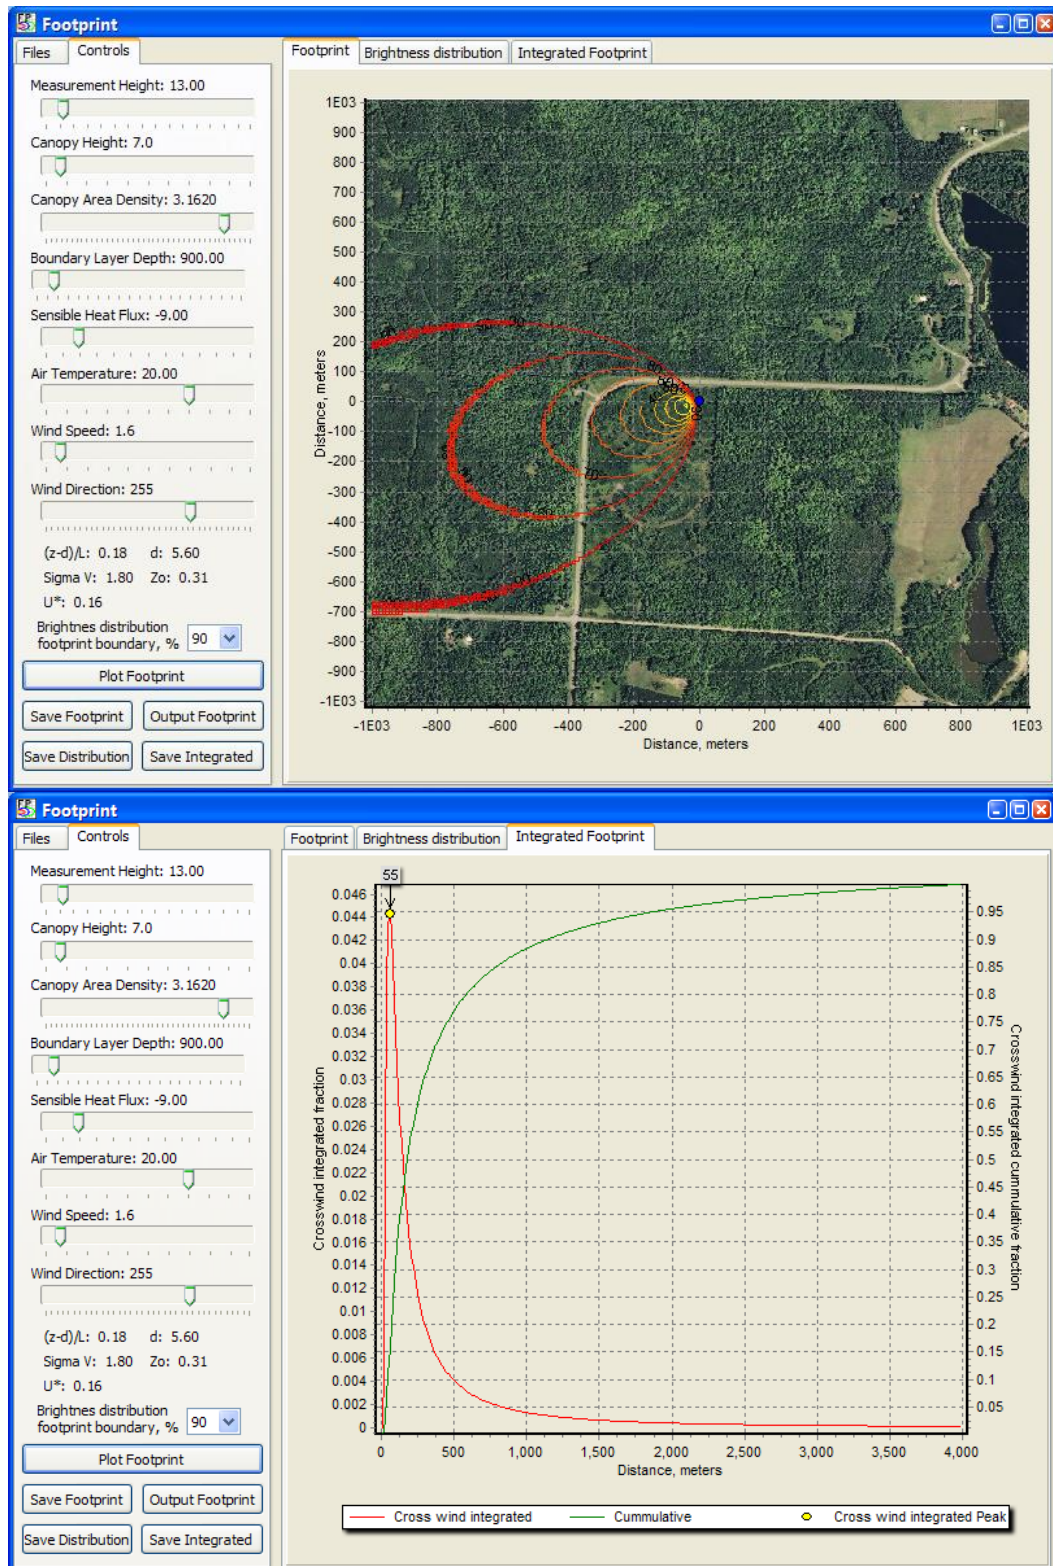 Footprint
Files Controls
Footprint Brightness distribution Integrated Footprint
Measurement Height: 13.00
Canopy Height: 7.0
Canopy Area Density: 3.1620
Boundary Layer Depth: 900.00
Sensible Heat Flux: -9.00
Air Temperature: 20.00
Wind Speed: 1.6
Wind Direction: 255
(z-d)/L: 0.18 d: 5.60
Sigma V: 1.80 Zo: 0.31
U*: 0.16
Brightnes distribution
footprint boundary, % 90
Plot Footprint
Save Footprint Output Footprint
Save Distribution Save Integrated
Distance, meters
1E03
900
800
700
600
500
400
300
200
100
0
-100
-200
-300
-400
-500
-600
-700
-800
-900
-1E03
-1E03 -800 -600 -400 -200 0 200 400 600 800 1E03
Distance, meters
80
70
Footprint
Files Controls
Footprint Brightness distribution Integrated Footprint
Measurement Height: 13.00
Canopy Height: 7.0
Canopy Area Density: 3.1620
Boundary Layer Depth: 900.00
Sensible Heat Flux: -9.00
Air Temperature: 20.00
Wind Speed: 1.6
Wind Direction: 255
(z-d)/L: 0.18 d: 5.60
Sigma V: 1.80 Zo: 0.31
U*: 0.16
Brightnes distribution
footprint boundary, % 90
Plot Footprint
Save Footprint Output Footprint
Save Distribution Save Integrated
55
Crosswind integrated fraction
0.046
0.044
0.042
0.04
0.038
0.036
0.034
0.032
0.03
0.028
0.026
0.024
0.022
0.02
0.018
0.016
0.014
0.012
0.01
0.008
0.006
0.004
0.002
0
0.95
0.9
0.85
0.8
0.75
0.7
0.65
0.6
0.55
0.5
0.45
0.4
0.35
0.3
0.25
0.2
0.15
0.1
0.05
Crosswind integrated cummulative fraction
0 500 1,000 1,500 2,000 2,500 3,000 3,500 4,000
Distance, meters
Cross wind integrated Cummulative Cross wind integrated Peak